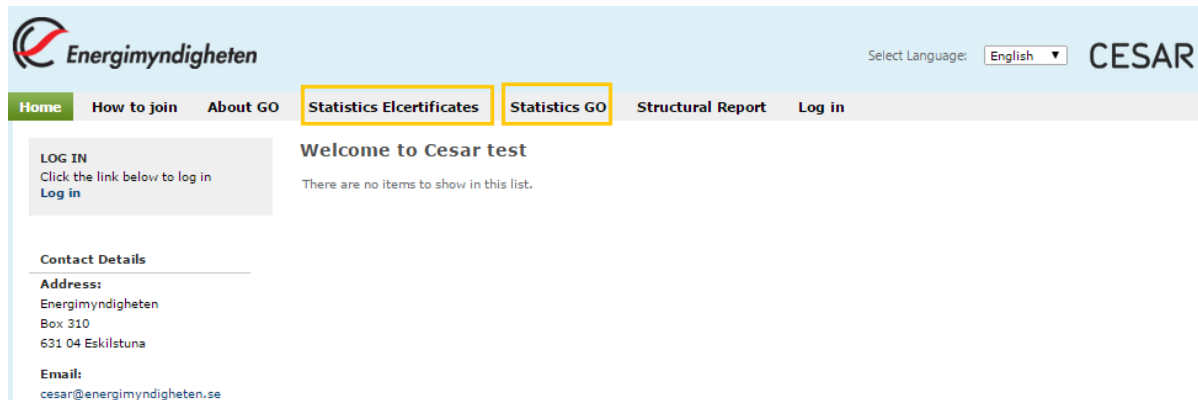 Energimyndigheten
Select Language: English CESAR
Home How to join About GO Statistics Elcertificates Statistics GO Structural Report Log in
LOG IN
Click the link below to log in
Log in
Welcome to Cesar test
There are no items to show in this list.
Contact Details
Address:
Energimyndigheten
Box 310
631 04 Eskilstuna
Email:
cesar@energimyndigheten.se